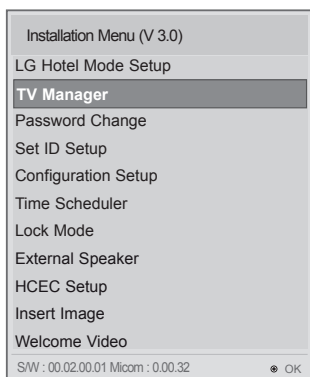 Installation Menu (V 3.0)
LG Hotel Mode Setup
TV Manager
Password Change
Set ID Setup
Configuration Setup
Time Scheduler
Lock Mode
External Speaker
HCEC Setup
Insert Image
Welcome Video
S/W : 00.02.00.01 Micom : 0.00.32 ◉ OK